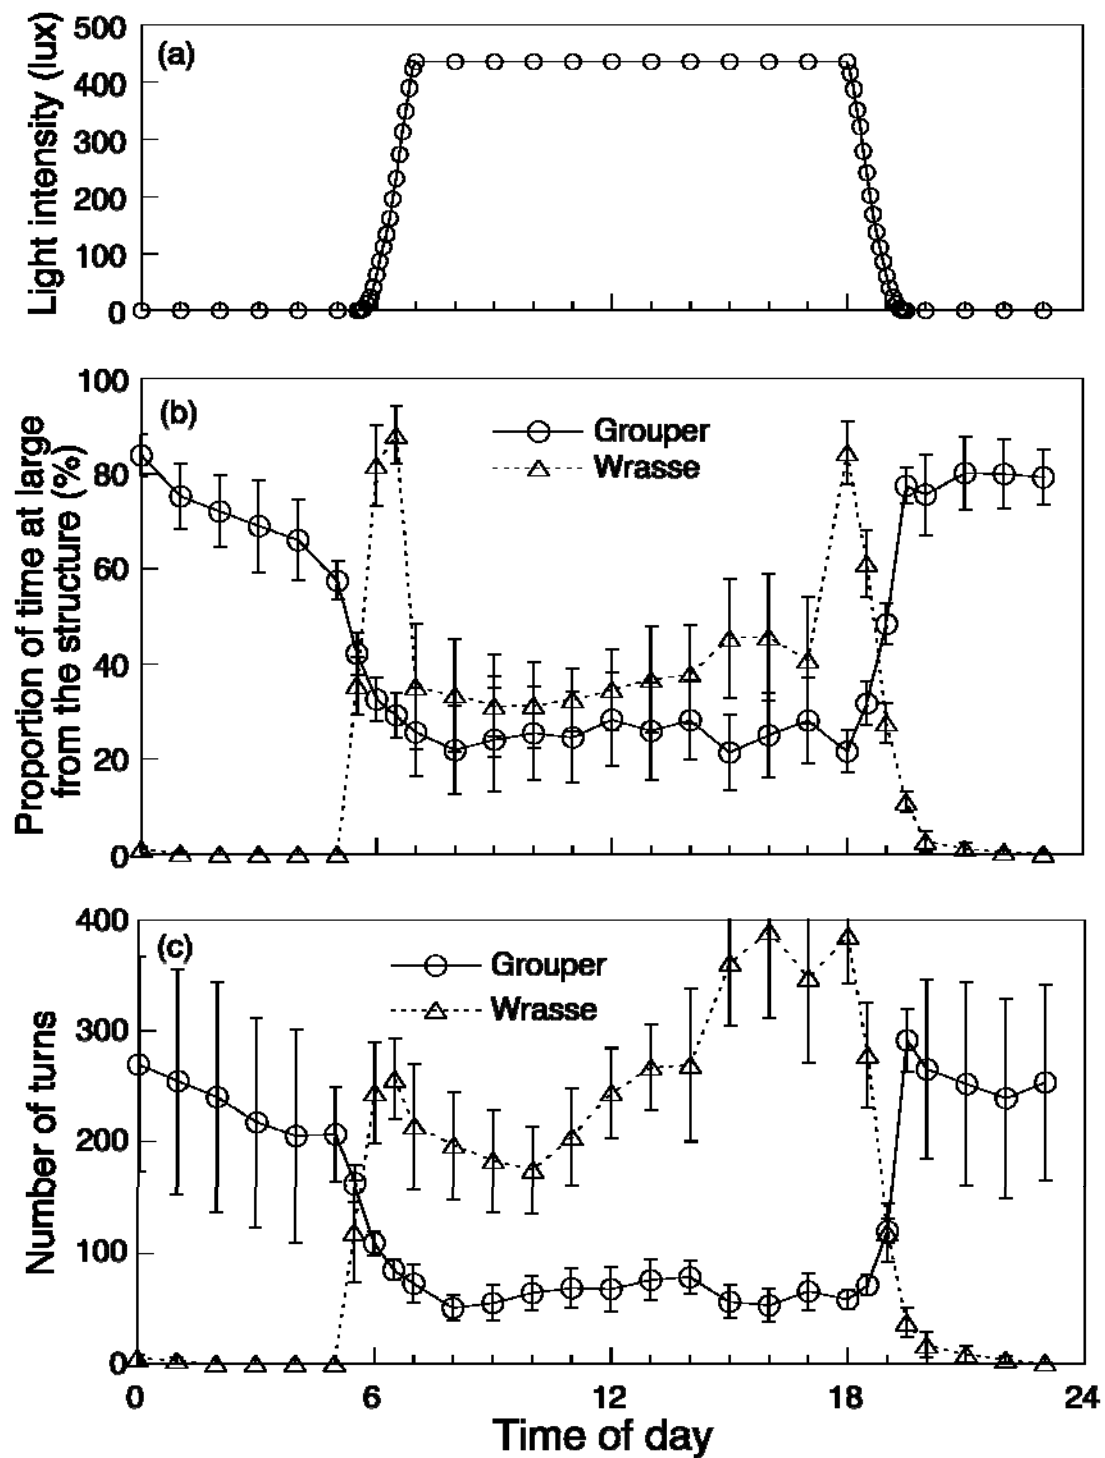 Light intensity (lux)
500
400
300
200
100
0
(a)
Proportion of time at large
from the structure (%)
100
80
60
40
20
0
(b)
Grouper
Wrasse
Number of turns
400
300
200
100
0
(c)
Grouper
Wrasse
0 6 12 18 24
Time of day